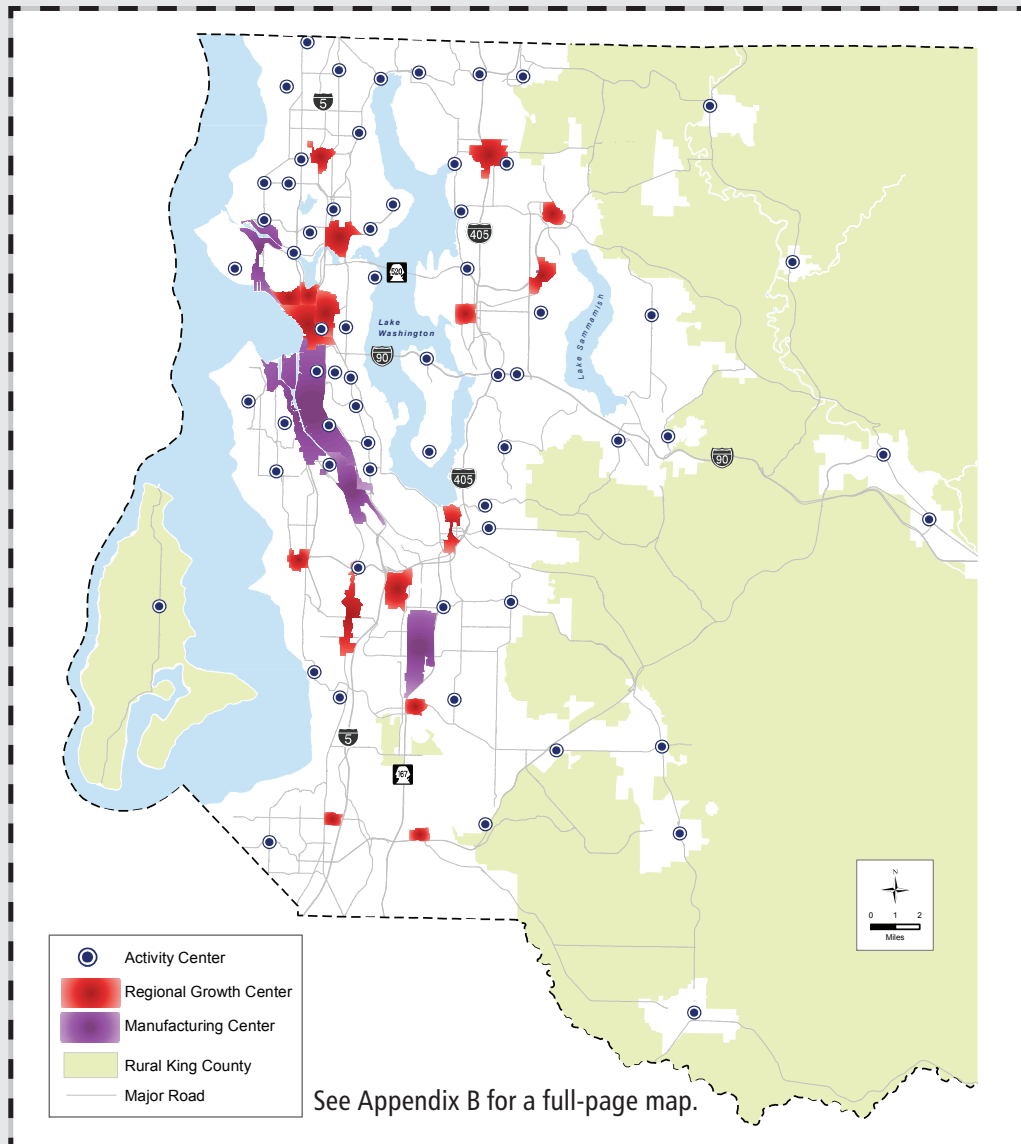 5
405
520
Lake
Washington
Lake Sammamish
90
90
405
5
167
N
0 1 2
Miles
Activity Center
Regional Growth Center
Manufacturing Center
Rural King County
Major Road
See Appendix B for a full-page map.